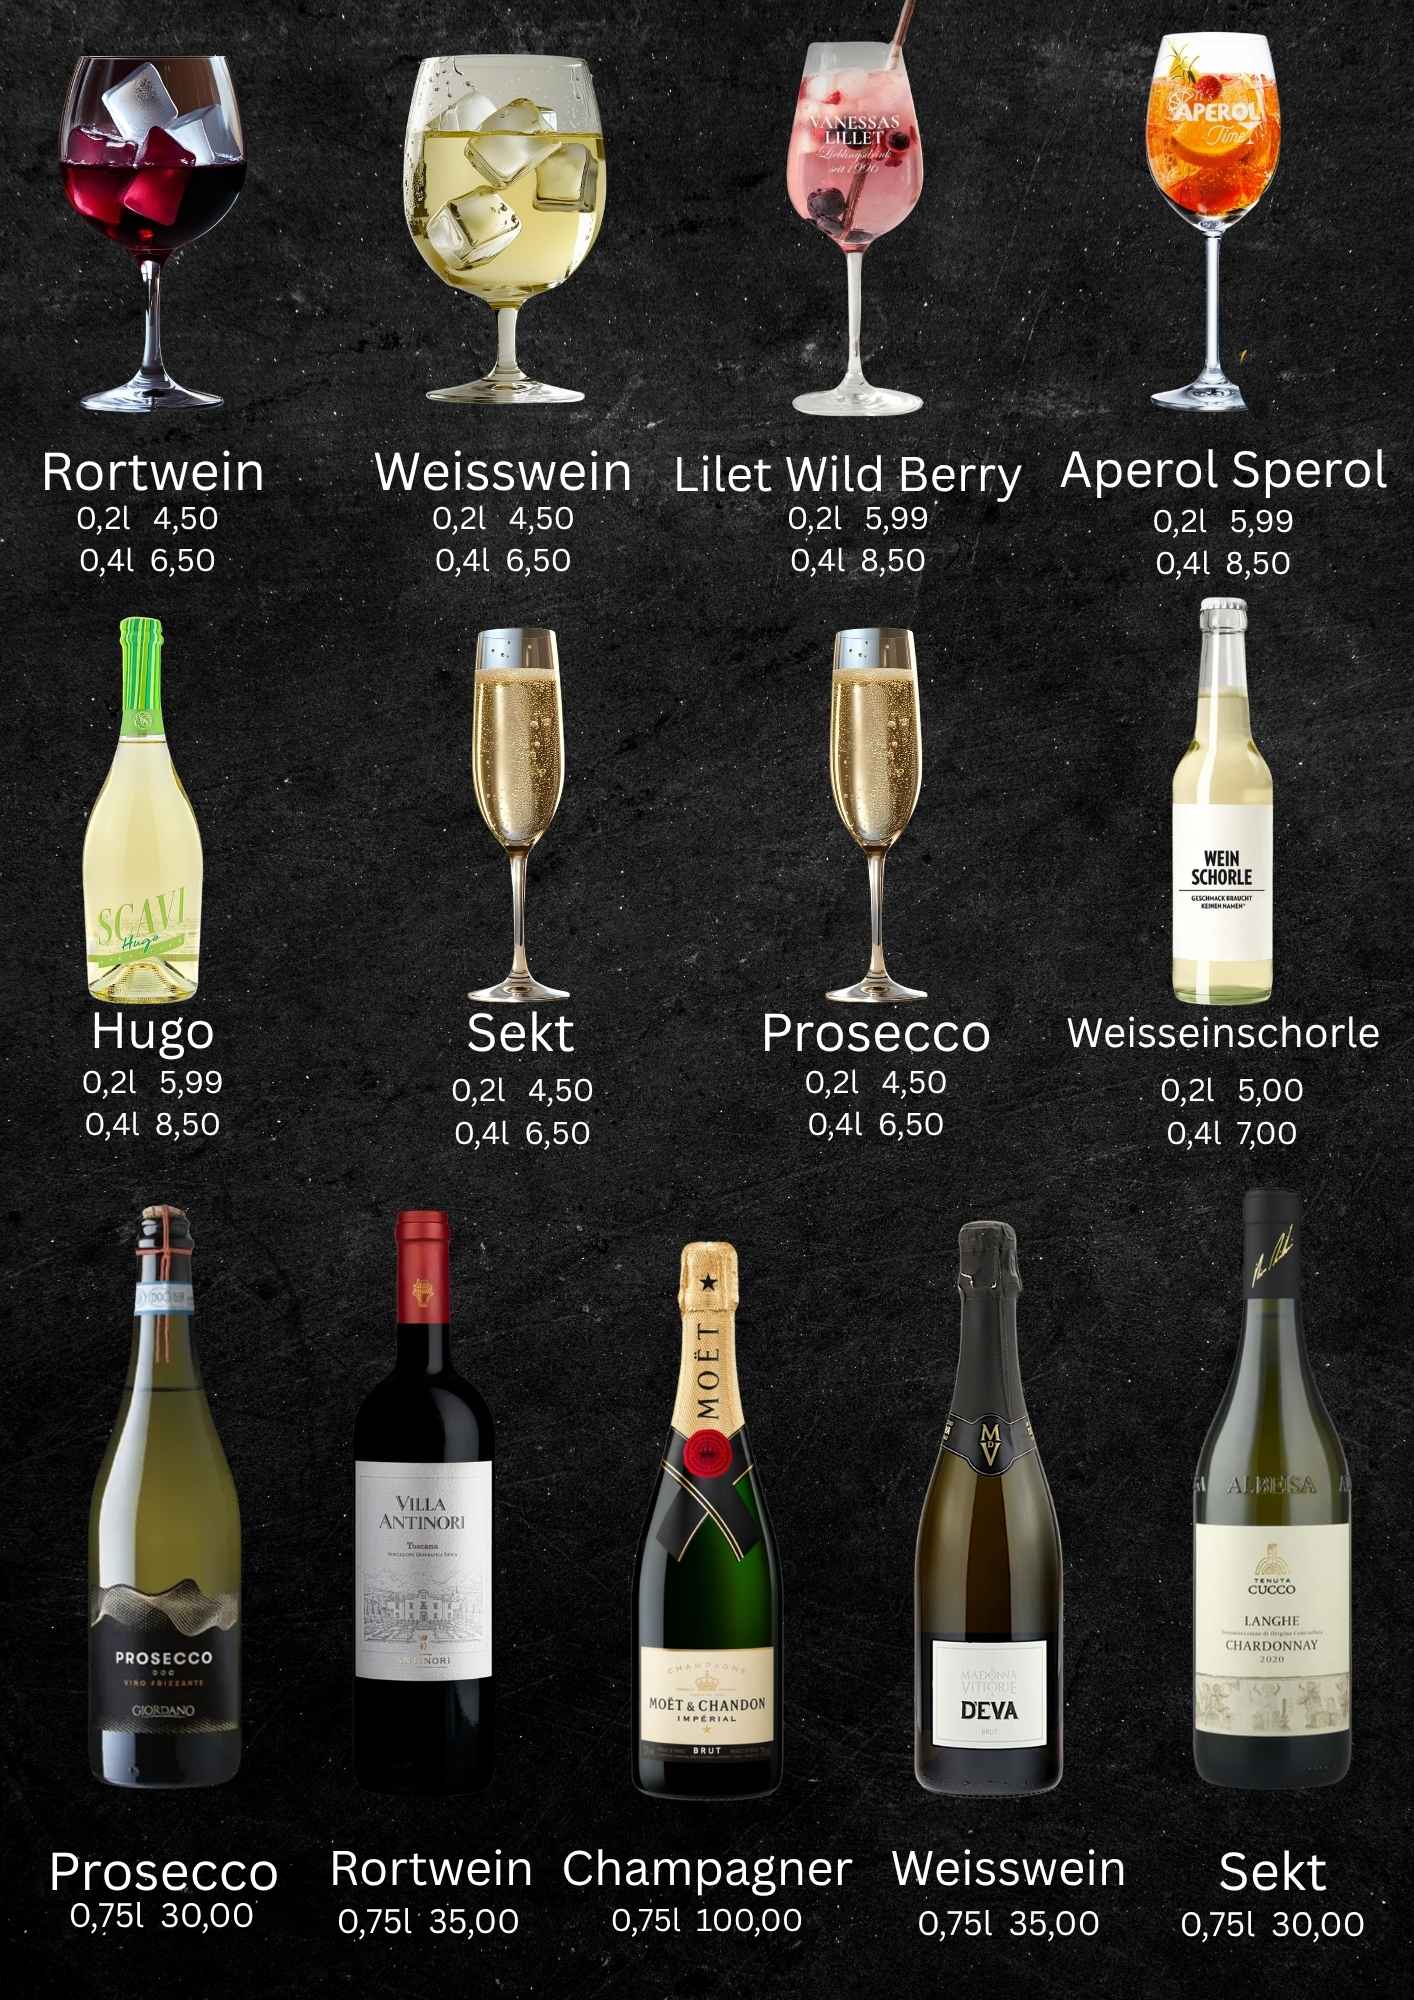 VANESSAS
LILLET
Lieblingsdrink
seit 1990
APEROL
Time
Rortwein
0,2l 4,50
0,4l 6,50
Weisswein
0,2l 4,50
0,4l 6,50
Lilet Wild Berry
0,2l 5,99
0,4l 8,50
Aperol Sperol
0,2l 5,99
0,4l 8,50
SCAVI
Hugo
WEIN
SCHORLE
GESCHMACK BRAUCHT
KEINEN NAMEN*
Hugo
0,2l 5,99
0,4l 8,50
Sekt
0,2l 4,50
0,4l 6,50
Prosecco
0,2l 4,50
0,4l 6,50
Weisseinschorle
0,2l 5,00
0,4l 7,00
PROSECCO
DOC
VINO FRIZZANTE
GIORDANO
VILLA
ANTINORI
Toscana
ANTINORI
MOËT
CHAMPAGNE
MOËT & CHANDON
IMPÉRIAL
BRUT
MDV
MADONNA
VITTORIE
D'EVA
BRUT
ALBEISA
TENUTA
CUCCO
LANGHE
CHARDONNAY
2020
Prosecco
0,75l 30,00
Rortwein
0,75l 35,00
Champagner
0,75l 100,00
Weisswein
0,75l 35,00
Sekt
0,75l 30,00